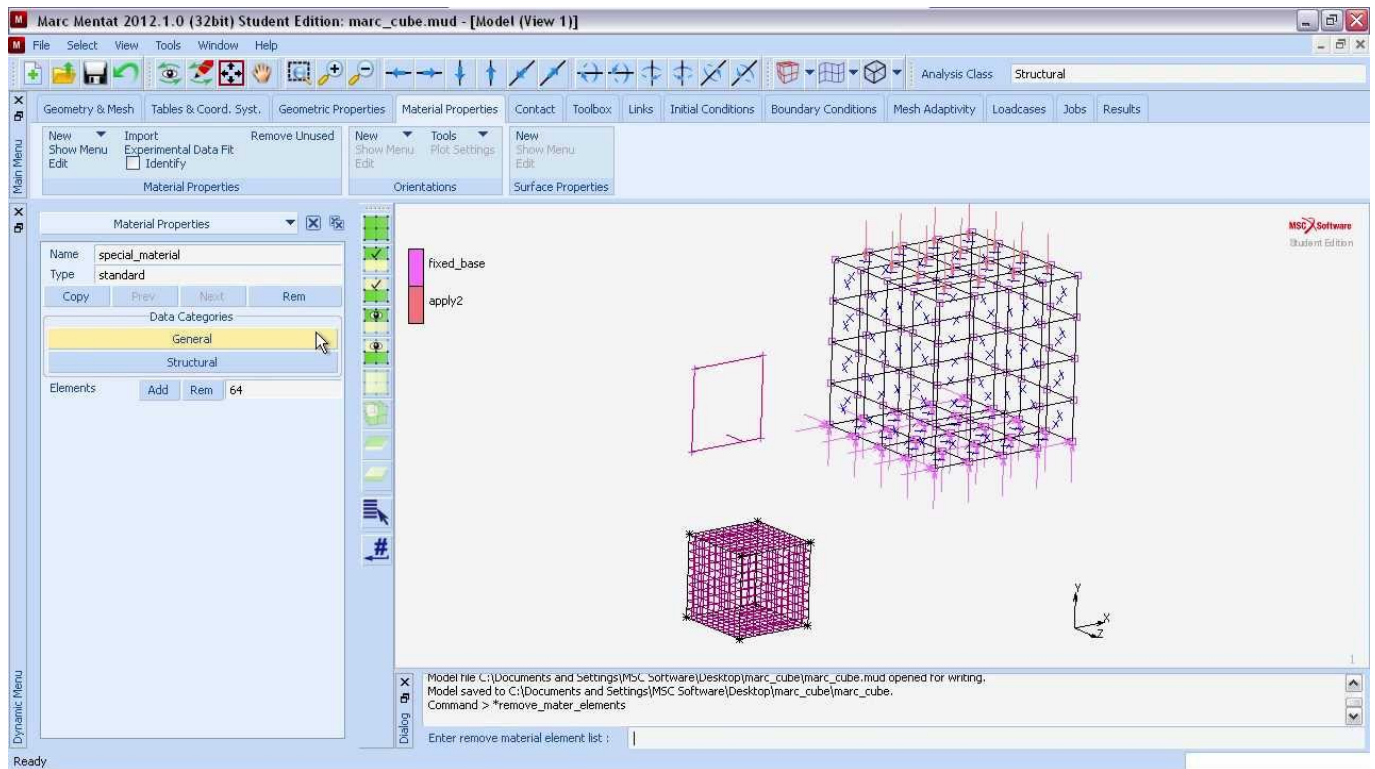 Marc Mentat 2012.1.0 (32bit) Student Edition: marc_cube.mud - [Model (View 1)]
File Select View Tools Window Help
Analysis Class Structural
Geometry & Mesh Tables & Coord. Syst. Geometric Properties Material Properties Contact Toolbox Links Initial Conditions Boundary Conditions Mesh Adaptivity Loadcases Jobs Results
Main Menu
New Import Remove Unused New Tools New
Show Menu Experimental Data Fit Show Menu Plot Settings Show Menu
Edit Identify Edit Edit
Material Properties Orientations Surface Properties
Material Properties
Name special_material
Type standard
Copy Prev Next Rem
Data Categories
General
Structural
Elements Add Rem 64
Dynamic Menu
#
fixed_base
apply2
MSC Software
Student Edition
Y
X
Z
1
Dialog
Model file C:\Documents and Settings\MSC Software\Desktop\marc_cube\marc_cube.mud opened for writing.
Model saved to C:\Documents and Settings\MSC Software\Desktop\marc_cube\marc_cube.
Command > *remove_mater_elements
Enter remove material element list :
Ready